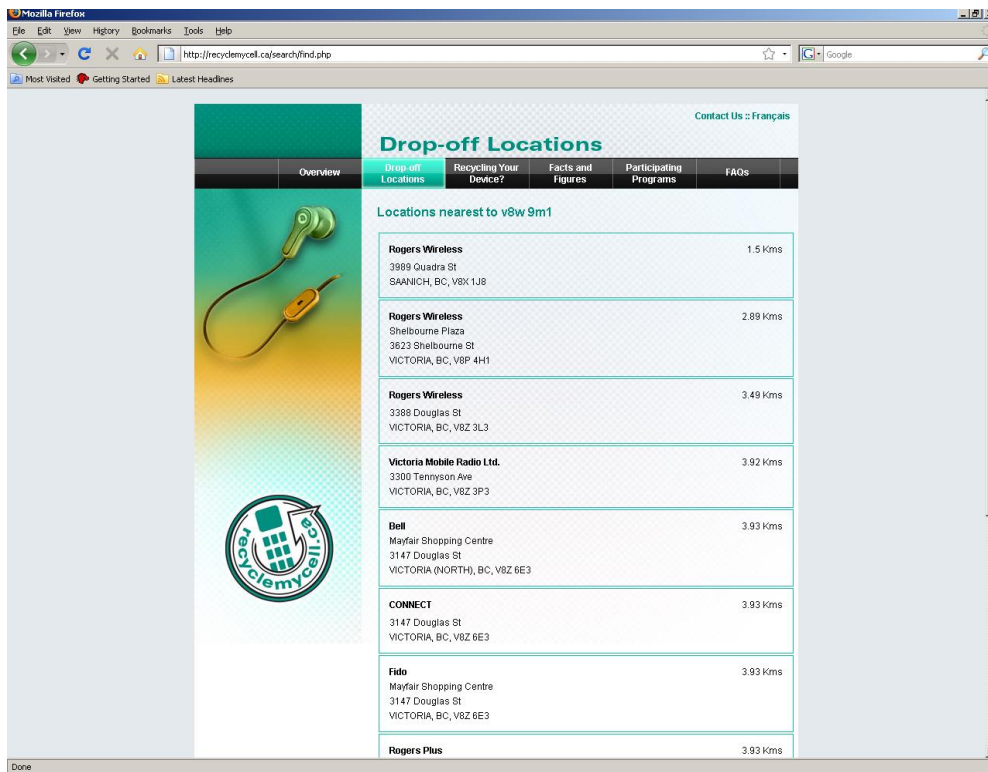 Mozilla Firefox
File Edit View History Bookmarks Tools Help
http://recyclemycell.ca/search/find.php
G Google
Most Visited Getting Started Latest Headlines
Contact Us :: Français
Drop-off Locations
Overview
Drop-off Locations
Recycling Your Device?
Facts and Figures
Participating Programs
FAQs
Locations nearest to v8w 9m1
Rogers Wireless 1.5 Kms
3989 Quadra St
SAANICH, BC, V8X 1J8
Rogers Wireless 2.89 Kms
Shelbourne Plaza
3623 Shelbourne St
VICTORIA, BC, V8P 4H1
Rogers Wireless 3.49 Kms
3388 Douglas St
VICTORIA, BC, V8Z 3L3
Victoria Mobile Radio Ltd. 3.92 Kms
3300 Tennyson Ave
VICTORIA, BC, V8Z 3P3
Bell 3.93 Kms
Mayfair Shopping Centre
3147 Douglas St
VICTORIA (NORTH), BC, V8Z 6E3
CONNECT 3.93 Kms
3147 Douglas St
VICTORIA, BC, V8Z 6E3
Fido 3.93 Kms
Mayfair Shopping Centre
3147 Douglas St
VICTORIA, BC, V8Z 6E3
Rogers Plus 3.93 Kms
recyclemycell.ca
Done